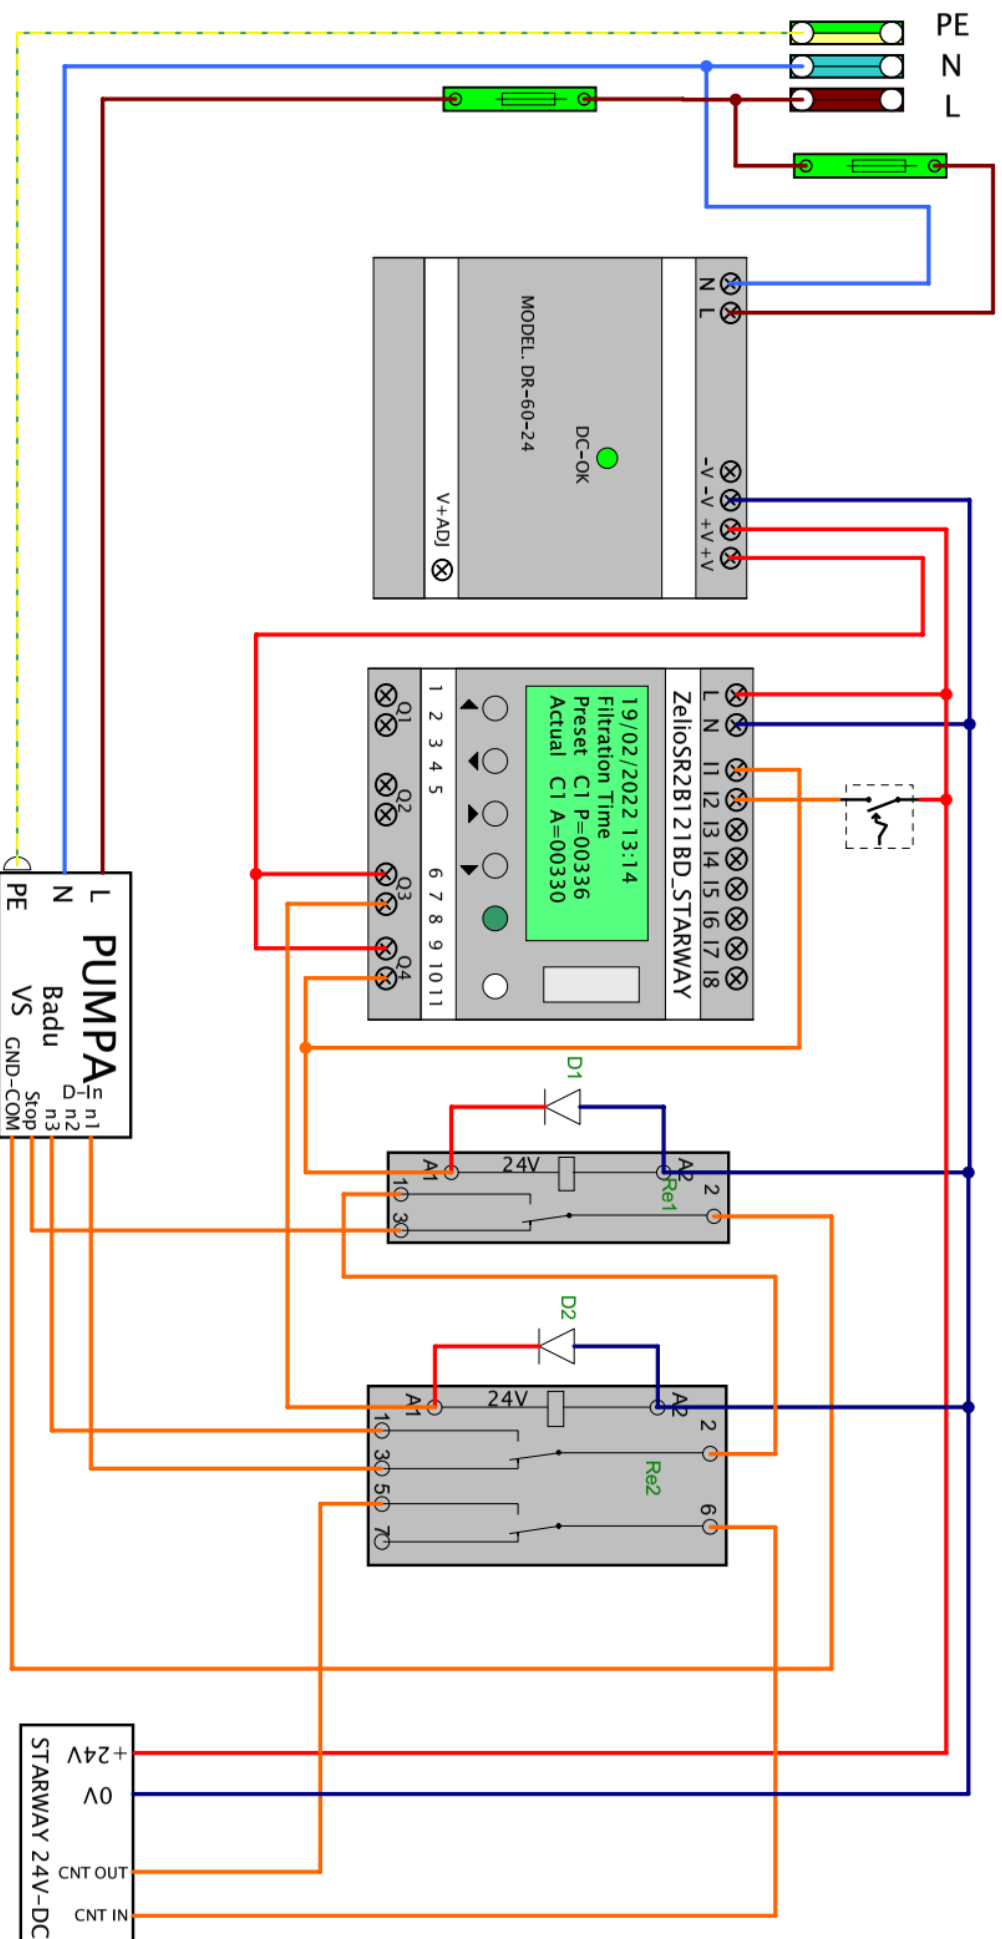 PE
N
L
N
L
-V
-V
+V
+V
MODEL. DR-60-24
DC-OK
V+ADJ
ZelioSR2B121BD_STARWAY
L
N
I1
I2
I3
I4
I5
I6
I7
I8
19/02/2022 13:14
Filtration Time
Preset C1 P=00336
Actual C1 A=00330
1 2 3 4 5 6 7 8 9 10 11
Q1
Q2
Q3
Q4
PE
N
L
PUMPA
Badu
VS
D-In
n1
n2
n3
Stop
GND-COM
D1
A1
24V
A2
Re1
1
3
2
D2
A1
24V
A2
Re2
1
3
5
7
2
6
STARWAY 24V-DC
+24V
0V
CNT OUT
CNT IN